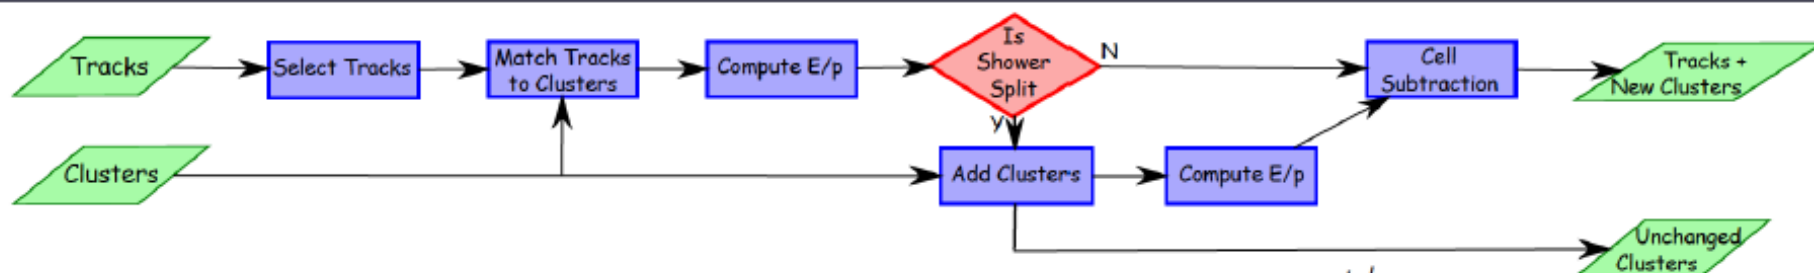 Tracks
Select Tracks
Match Tracks
to Clusters
Compute E/p
Is
Shower
Split
N
Y
Cell
Subtraction
Tracks +
New Clusters
Clusters
Add Clusters
Compute E/p
Unchanged
Clusters